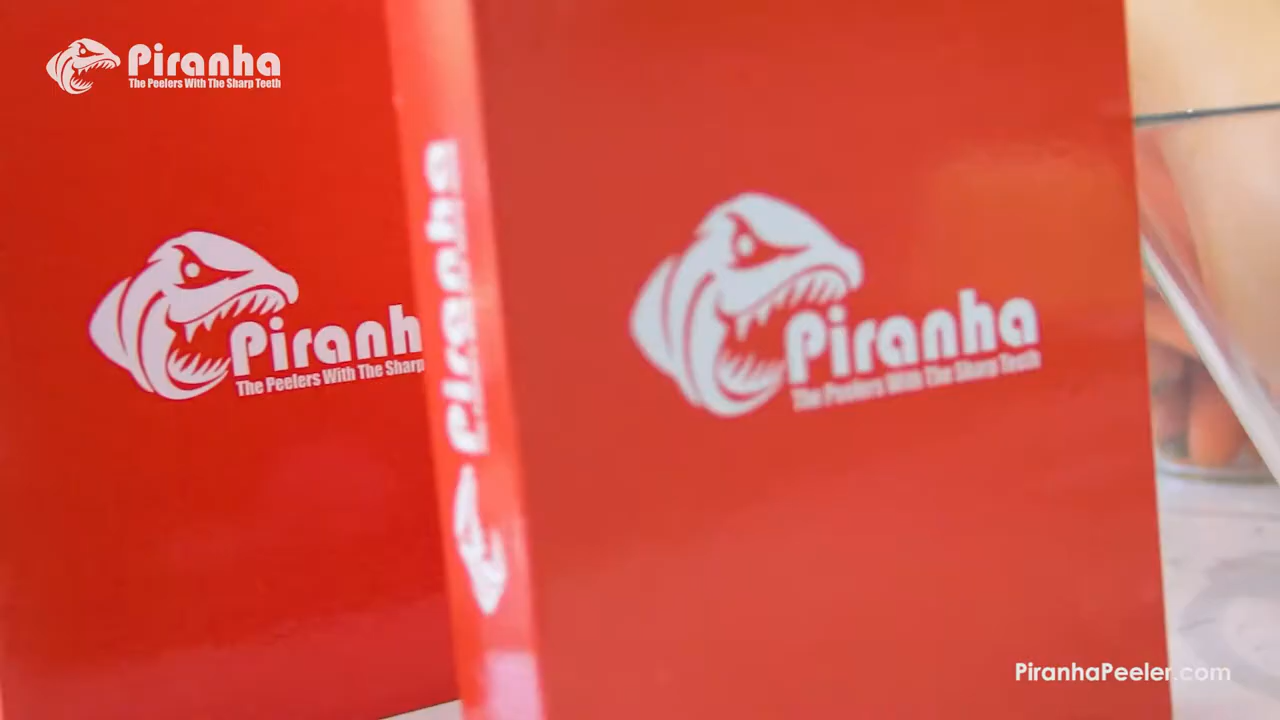 Piranha
The Peelers With The Sharp Teeth
Piranh
The Peelers With The Sharp
Piranha
Piranha
The Peelers With The Sharp Teeth
PiranhaPeeler.com